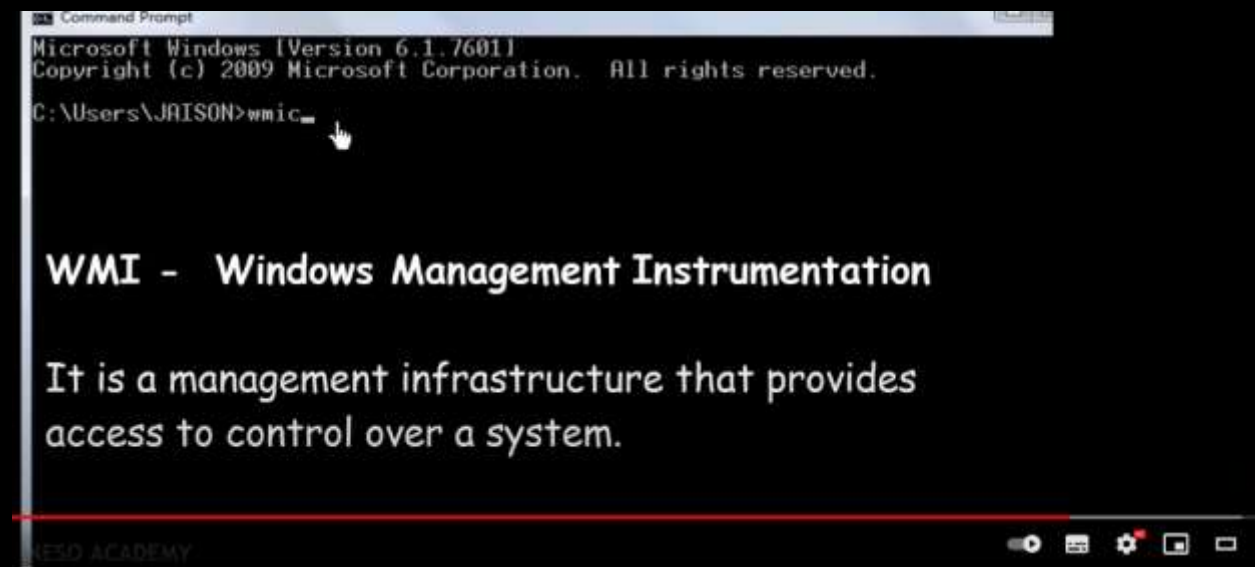 Command Prompt
Microsoft Windows [Version 6.1.7601]
Copyright (c) 2009 Microsoft Corporation.  All rights reserved.
C:\Users\JAISON>wmic
WMI - Windows Management Instrumentation
It is a management infrastructure that provides
access to control over a system.
NESO ACADEMY